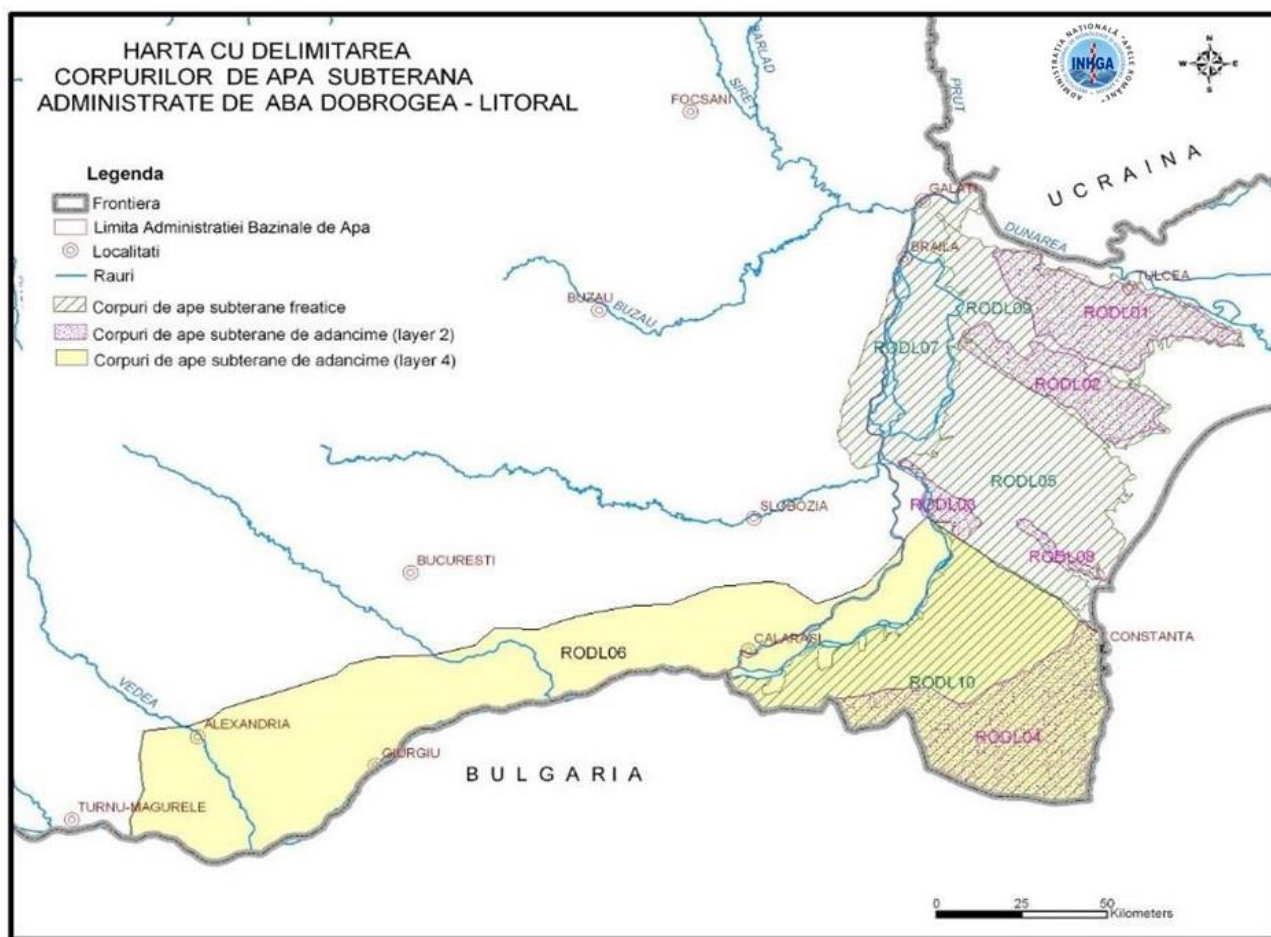 HARTA CU DELIMITAREA
CORPURILOR DE APA SUBTERANA
ADMINISTRATE DE ABA DOBROGEA - LITORAL
Legenda
Frontiera
Limita Administratiei Bazinale de Apa
Localitati
Rauri
Corpuri de ape subterane freatice
Corpuri de ape subterane de adancime (layer 2)
Corpuri de ape subterane de adancime (layer 4)
INHGA
N
W
E
S
BARLAD
SIRET
PRUT
FOCSANI
UCRAINA
GALATI
DUNAREA
BRAILA
TULCEA
BUZAU
BUZAU
RODL09
RODL01
RODL07
RODL02
RODL05
SLOBOZIA
RODL03
BUCURESTI
CALARASI
CONSTANTA
RODL06
RODL10
VEDEA
ALEXANDRIA
RODL04
GIURGIU
BULGARIA
TURNU-MAGURELE
0 25 50
Kilometers